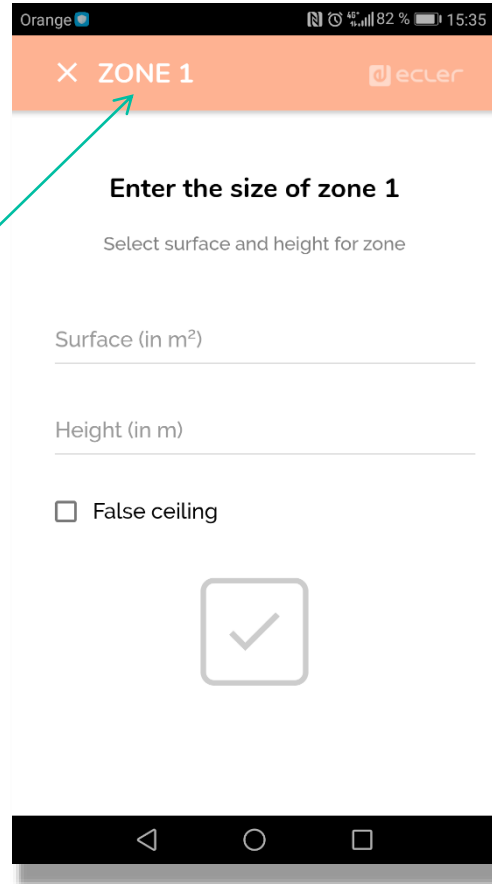 Orange 82 % 15:35
ZONE 1 ecler
Enter the size of zone 1
Select surface and height for zone
Surface (in m²)
Height (in m)
False ceiling